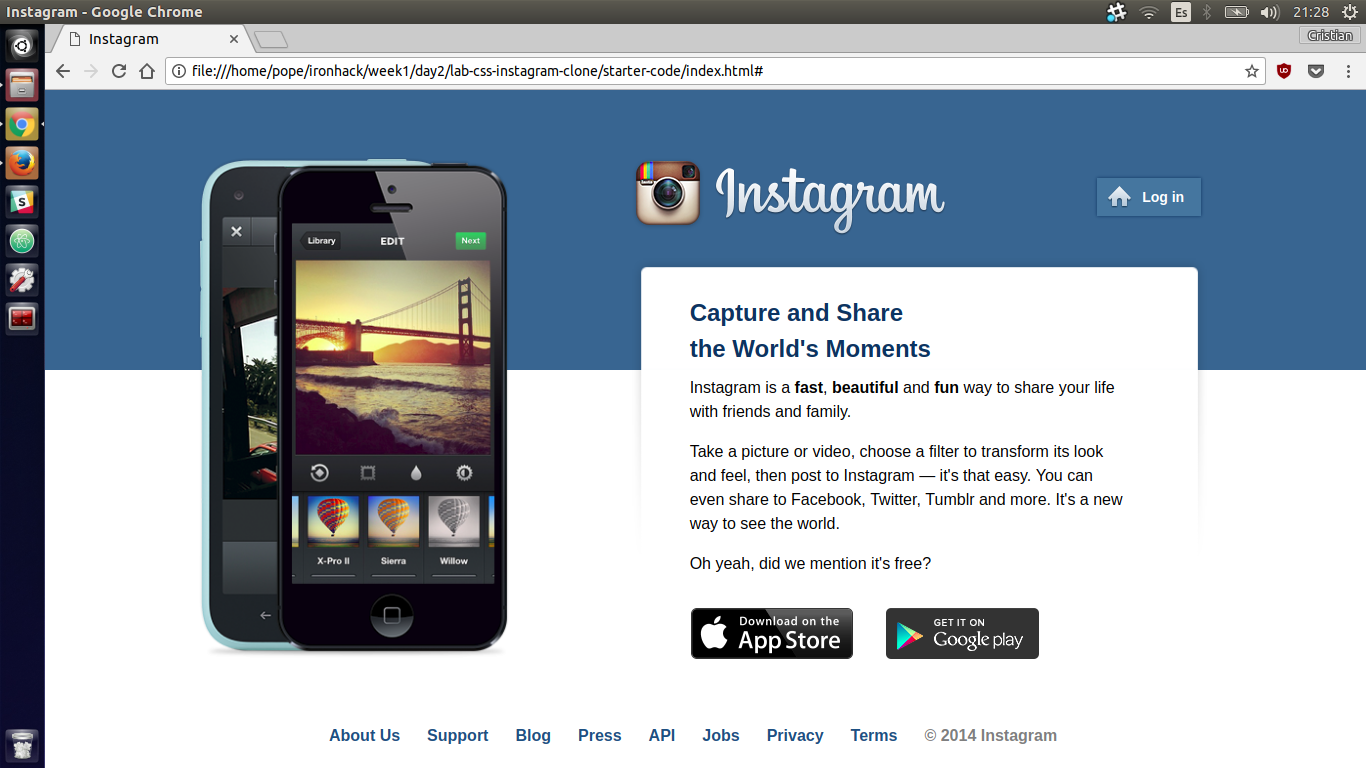 Instagram - Google Chrome
Es
21:28
Instagram
Cristian
file:///home/pope/ironhack/week1/day2/lab-css-instagram-clone/starter-code/index.html#
Instagram
Log in
Library
EDIT
Next
X-Pro II
Sierra
Willow
Capture and Share
the World's Moments
Instagram is a fast, beautiful and fun way to share your life
with friends and family.
Take a picture or video, choose a filter to transform its look
and feel, then post to Instagram — it's that easy. You can
even share to Facebook, Twitter, Tumblr and more. It's a new
way to see the world.
Oh yeah, did we mention it's free?
Download on the
App Store
GET IT ON
Google play
About Us Support Blog Press API Jobs Privacy Terms © 2014 Instagram